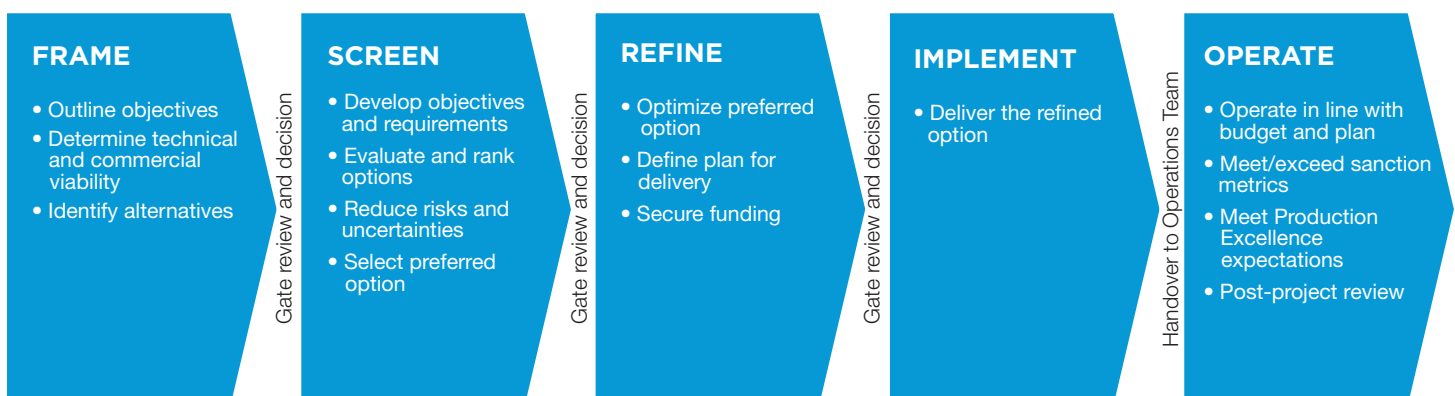 FRAME
• Outline objectives
• Determine technical
and commercial
viability
• Identify alternatives
Gate review and decision
SCREEN
• Develop objectives
and requirements
• Evaluate and rank
options
• Reduce risks and
uncertainties
• Select preferred
option
Gate review and decision
REFINE
• Optimize preferred
option
• Define plan for
delivery
• Secure funding
Gate review and decision
IMPLEMENT
• Deliver the refined
option
Handover to Operations Team
OPERATE
• Operate in line with
budget and plan
• Meet/exceed sanction
metrics
• Meet Production
Excellence
expectations
• Post-project review